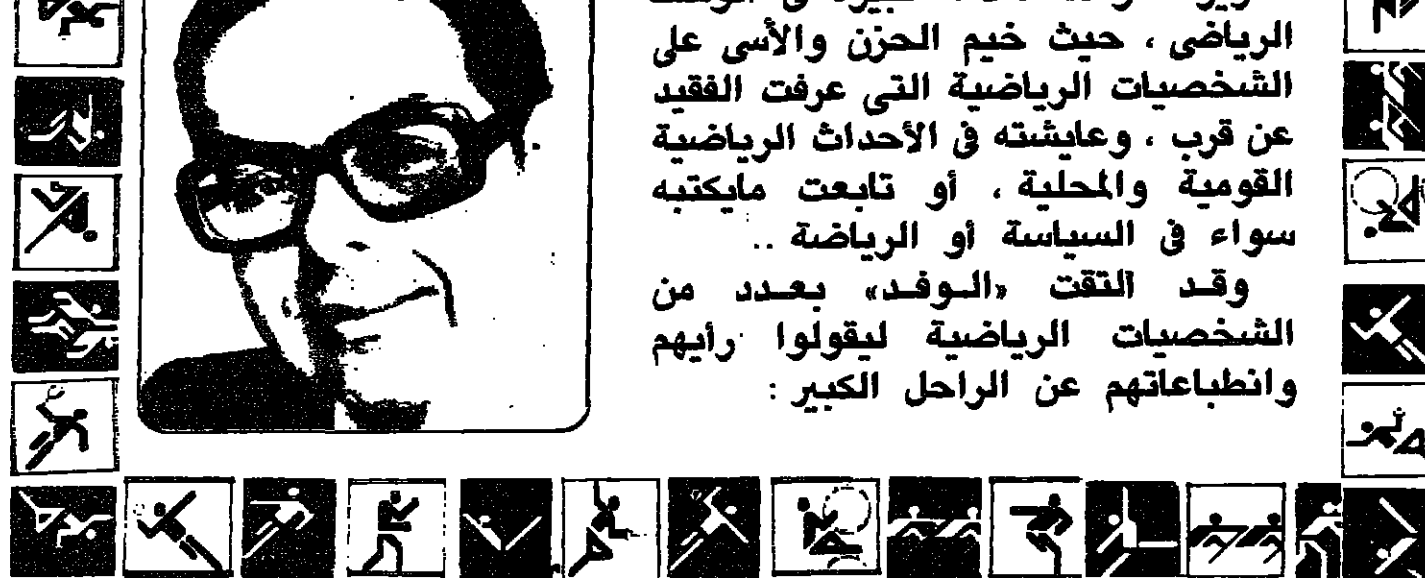 الرياضى ، حيث خيم الحزن والأسى على
الشخصيات الرياضية التى عرفت الفقيد
عن قرب ، وعايشته فى الأحداث الرياضية
القومية والمحلية ، أو تابعت مايكتبه
سواء فى السياسة أو الرياضة ..
وقد التقت «الـوفـد» بعـدد من
الشخصيات الرياضية ليقولوا رأيهم
وانطباعاتهم عن الراحل الكبير :